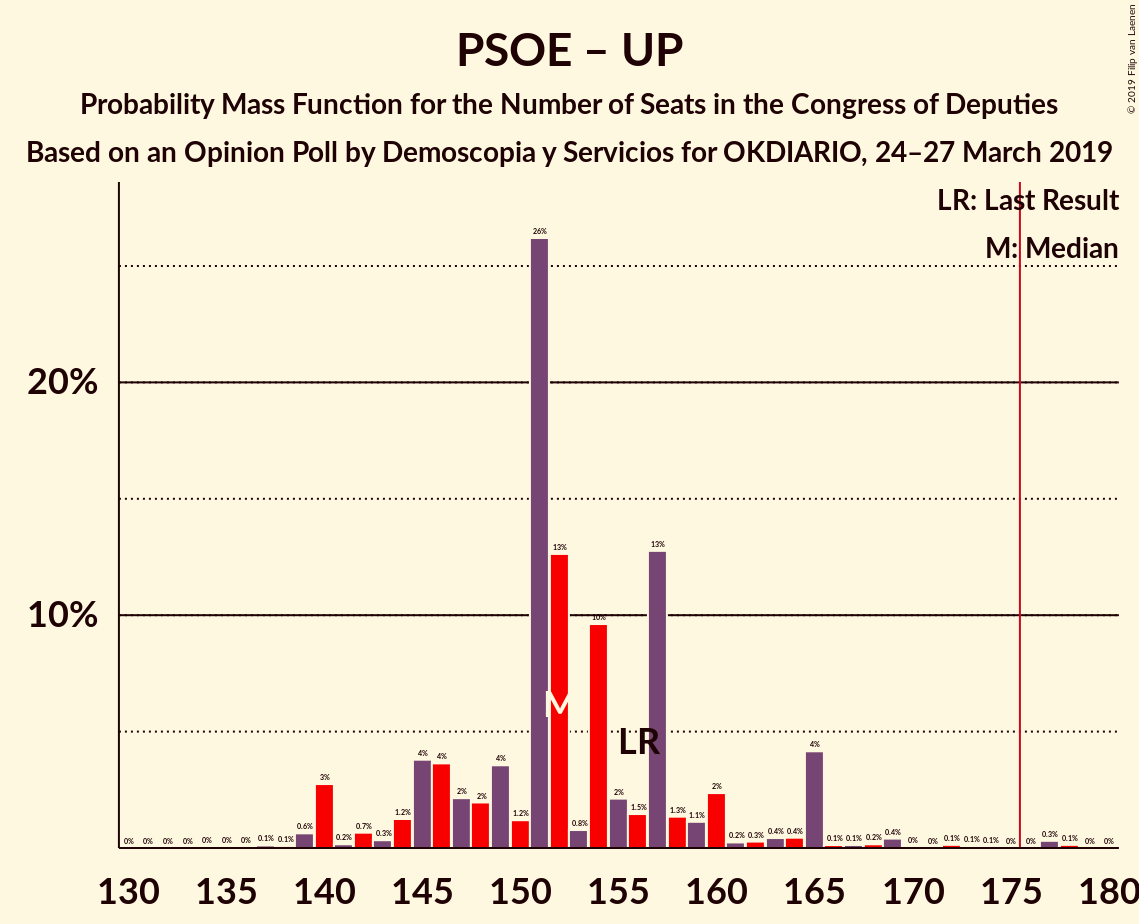 PSOE – UP
Probability Mass Function for the Number of Seats in the Congress of Deputies
Based on an Opinion Poll by Demoscopia y Servicios for OKDIARIO, 24–27 March 2019
© 2019 Filip van Laenen
LR: Last Result
M: Median
20%
10%
0% 0% 0% 0% 0% 0% 0% 0.1% 0.1% 0.6% 3% 0.2% 0.7% 0.3% 1.2% 4% 4% 2% 2% 4% 1.2% 26% 13% 0.8% 10% 2% 1.5% 13% 1.3% 1.1% 2% 0.2% 0.3% 0.4% 0.4% 4% 0.1% 0.1% 0.2% 0.4% 0% 0% 0.1% 0.1% 0.1% 0% 0% 0.3% 0.1% 0% 0%
M
LR
130 135 140 145 150 155 160 165 170 175 180